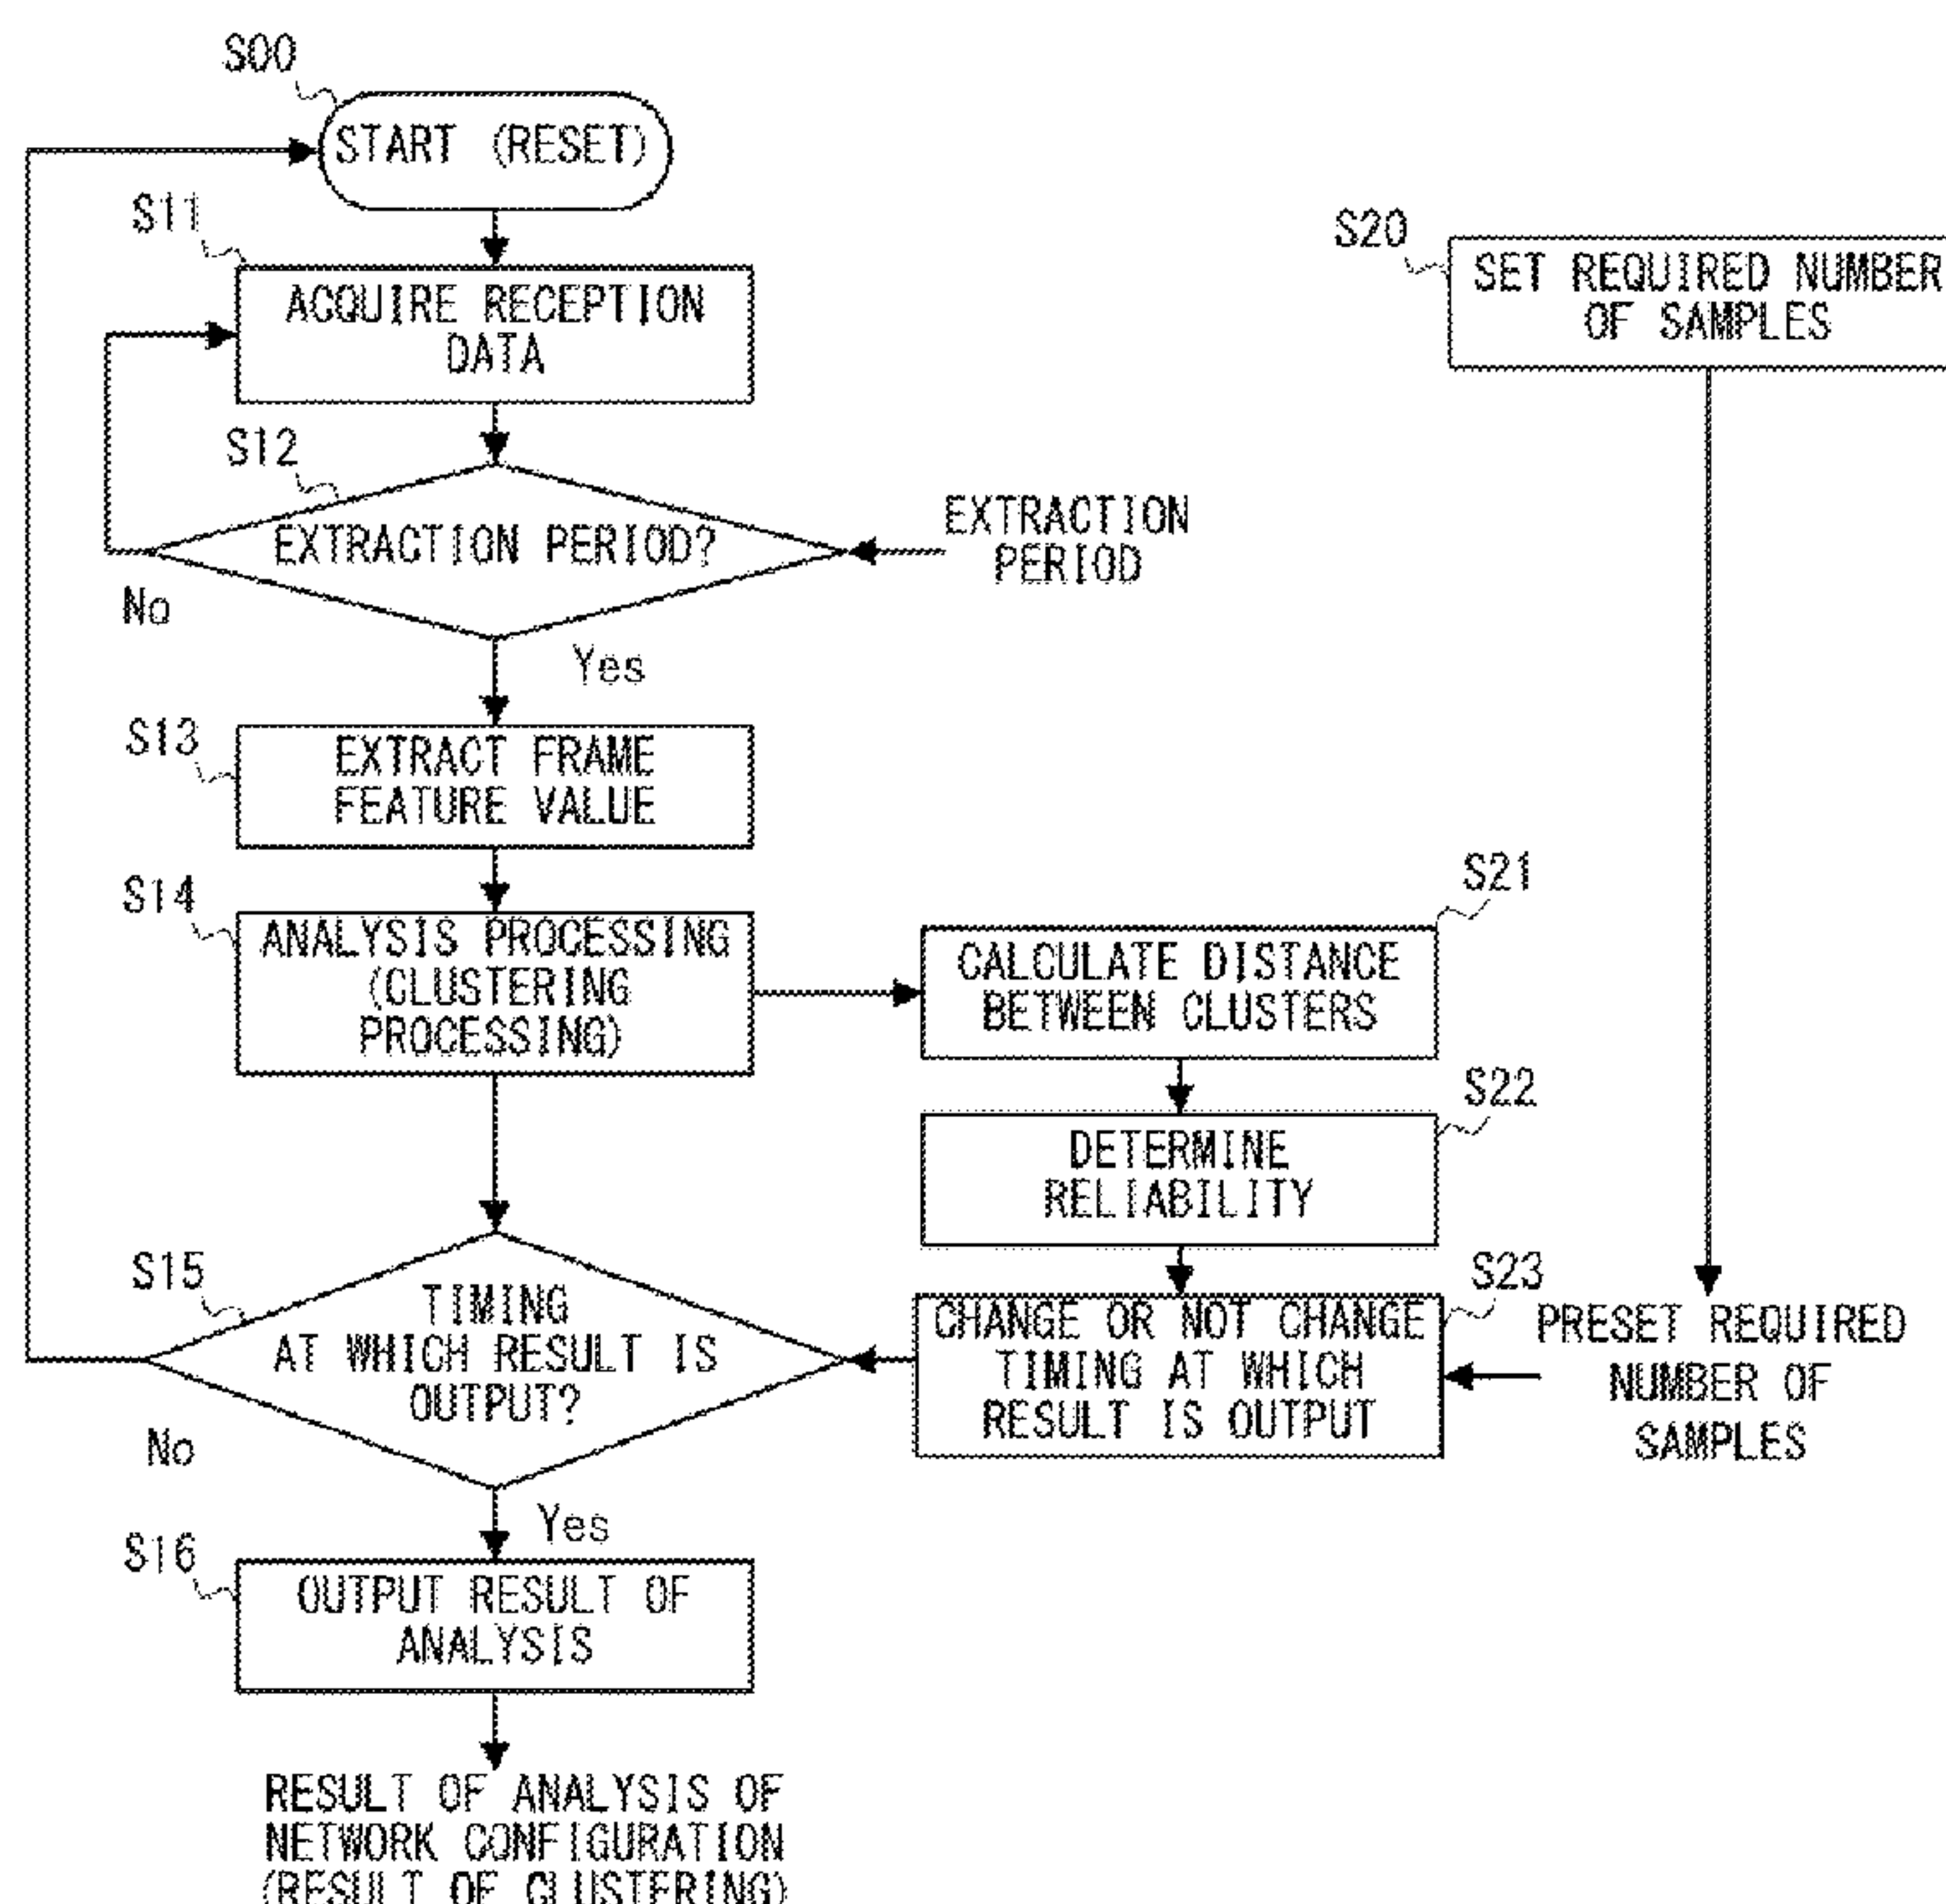 S00
START (RESET)
S11
ACQUIRE RECEPTION
DATA
S12
EXTRACTION PERIOD?
EXTRACTION
PERIOD
No
Yes
S13
EXTRACT FRAME
FEATURE VALUE
S14
ANALYSIS PROCESSING
(CLUSTERING
PROCESSING)
S15
TIMING
AT WHICH RESULT IS
OUTPUT?
No
Yes
S16
OUTPUT RESULT OF
ANALYSIS
RESULT OF ANALYSIS OF
NETWORK CONFIGURATION
(RESULT OF CLUSTERING)
S21
CALCULATE DISTANCE
BETWEEN CLUSTERS
S22
DETERMINE
RELIABILITY
S23
CHANGE OR NOT CHANGE
TIMING AT WHICH
RESULT IS OUTPUT
S20
SET REQUIRED NUMBER
OF SAMPLES
PRESET REQUIRED
NUMBER OF
SAMPLES